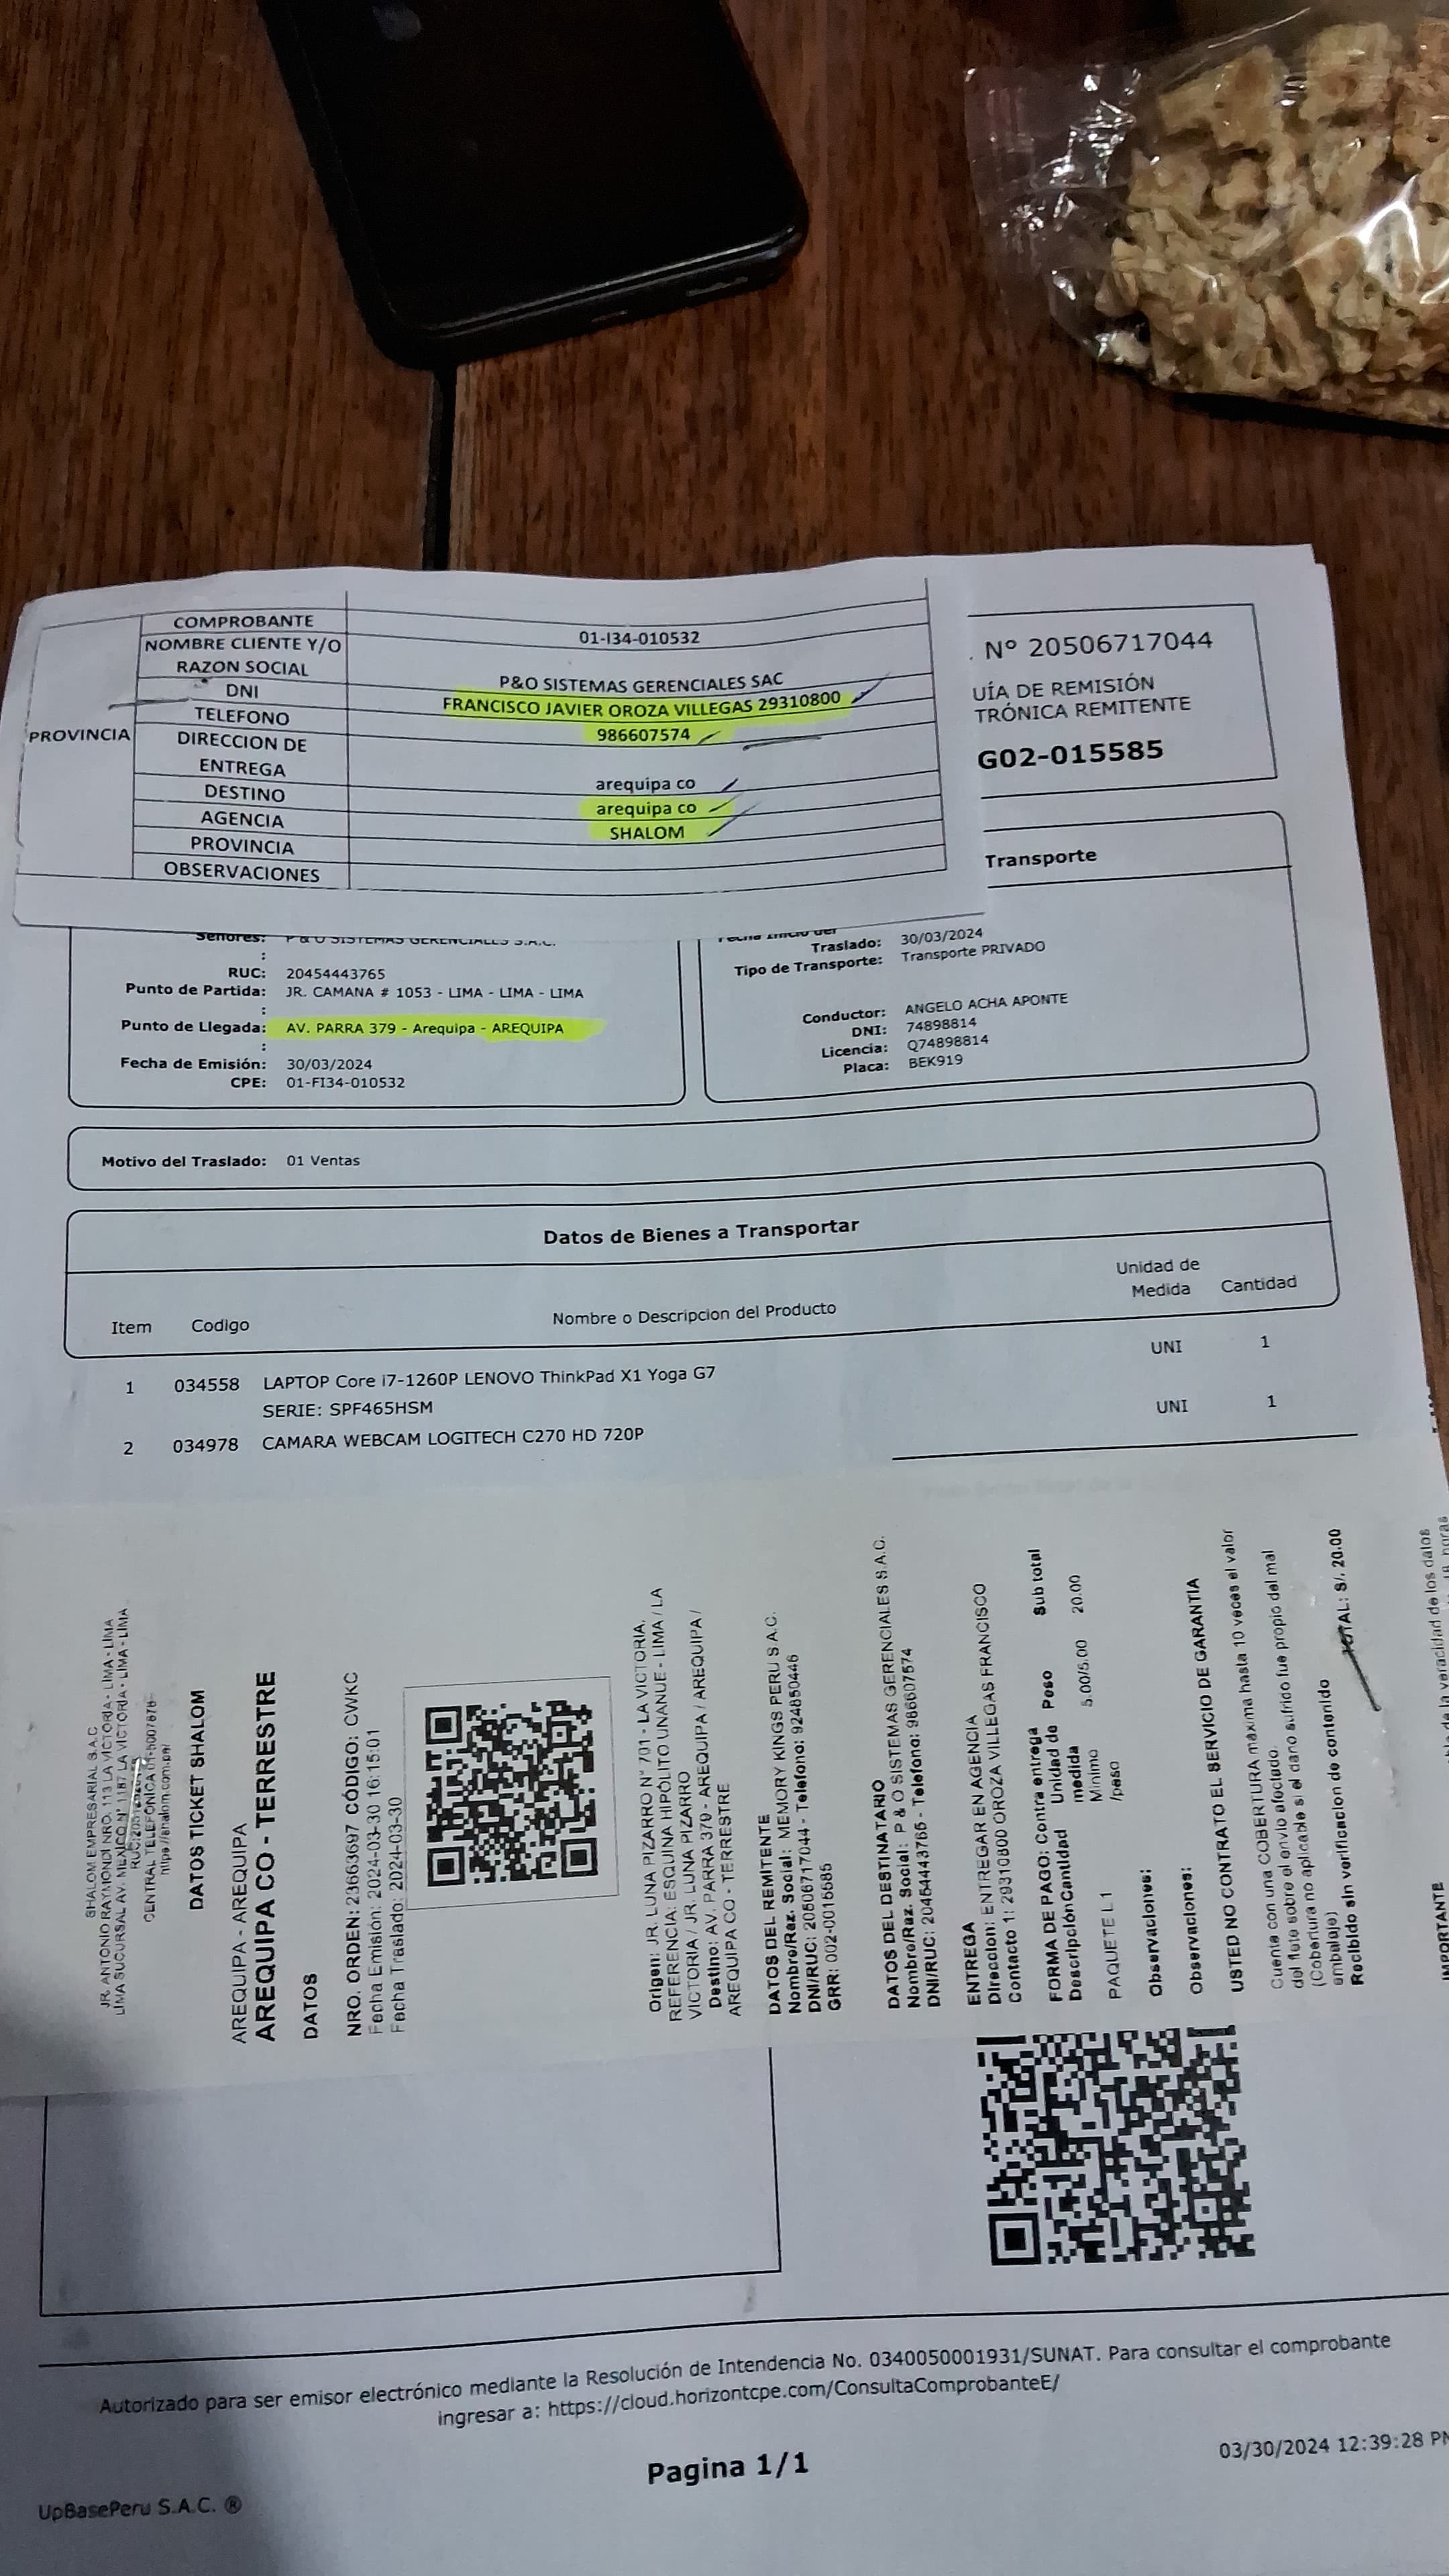 COMPROBANTE 01-I34-010532
NOMBRE CLIENTE Y/O
RAZON SOCIAL P&O SISTEMAS GERENCIALES SAC
DNI FRANCISCO JAVIER OROZA VILLEGAS 29310800
TELEFONO 986607574
PROVINCIA
DIRECCION DE
ENTREGA
DESTINO arequipa co
AGENCIA arequipa co
PROVINCIA SHALOM
OBSERVACIONES
. Nº 20506717044
UÍA DE REMISIÓN
TRÓNICA REMITENTE
G02-015585
Transporte
Señores: P & O SISTEMAS GERENCIALES S.A.C.
RUC: 20454443765
Punto de Partida: JR. CAMANA # 1053 - LIMA - LIMA - LIMA
Punto de Llegada: AV. PARRA 379 - Arequipa - AREQUIPA
Fecha de Emisión: 30/03/2024
CPE: 01-FI34-010532
Traslado: 30/03/2024
Tipo de Transporte: Transporte PRIVADO
Conductor: ANGELO ACHA APONTE
DNI: 74898814
Licencia: Q74898814
Placa: BEK919
Motivo del Traslado: 01 Ventas
Datos de Bienes a Transportar
Item Codigo Nombre o Descripcion del Producto Unidad de Medida Cantidad
1 034558 LAPTOP Core i7-1260P LENOVO ThinkPad X1 Yoga G7 UNI 1
SERIE: SPF465HSM
2 034978 CAMARA WEBCAM LOGITECH C270 HD 720P UNI 1
SHALOM EMPRESARIAL S.A.C
JR. ANTONIO RAYMONDI NRO. 113 LA VICTORIA - LIMA - LIMA
LIMA SUCURSAL AV. MEXICO N° 1187 LA VICTORIA - LIMA - LIMA
CENTRAL TELEFONICA 01-5007878
https://shalom.com.pe/
DATOS TICKET SHALOM
AREQUIPA - AREQUIPA
AREQUIPA CO - TERRESTRE
DATOS
NRO. ORDEN: 23663697 CÓDIGO: CWKC
Fecha Emisión: 2024-03-30 16:15:01
Fecha Traslado: 2024-03-30
Origen: JR. LUNA PIZARRO N° 701 - LA VICTORIA.
REFERENCIA: ESQUINA HIPÓLITO UNANUE - LIMA / LA
VICTORIA / JR. LUNA PIZARRO
Destino: AV. PARRA 379 - AREQUIPA / AREQUIPA /
AREQUIPA CO - TERRESTRE
DATOS DEL REMITENTE
Nombre/Raz. Social: MEMORY KINGS PERU S.A.C.
DNI/RUC: 20506717044 - Telefono: 924850446
GRR: 002-0015585
DATOS DEL DESTINATARIO
Nombre/Raz. Social: P & O SISTEMAS GERENCIALES S.A.C.
DNI/RUC: 20454443765 - Telefono: 986607574
ENTREGA
Direccion: ENTREGAR EN AGENCIA
Contacto 1: 29310800 OROZA VILLEGAS FRANCISCO
FORMA DE PAGO: Contra entrega
Descripción Cantidad Unidad de medida Peso Sub total
PAQUETE L 1 Minimo /peso 5.00/5.00 20.00
Observaciones:
Observaciones:
USTED NO CONTRATO EL SERVICIO DE GARANTIA
Cuenta con una COBERTURA máxima hasta 10 veces el valor
del flete sobre el envio afectado.
(Cobertura no aplicable si el daño sufrido fue propio del mal
embalaje)
Recibido sin verificacion de contenido
TOTAL: S/. 20.00
IMPORTANTE
de la veracidad de los datos
horas
Autorizado para ser emisor electrónico mediante la Resolución de Intendencia No. 0340050001931/SUNAT. Para consultar el comprobante
ingresar a: https://cloud.horizontcpe.com/ConsultaComprobanteE/
Pagina 1/1
03/30/2024 12:39:28 PM
UpBasePeru S.A.C. ®